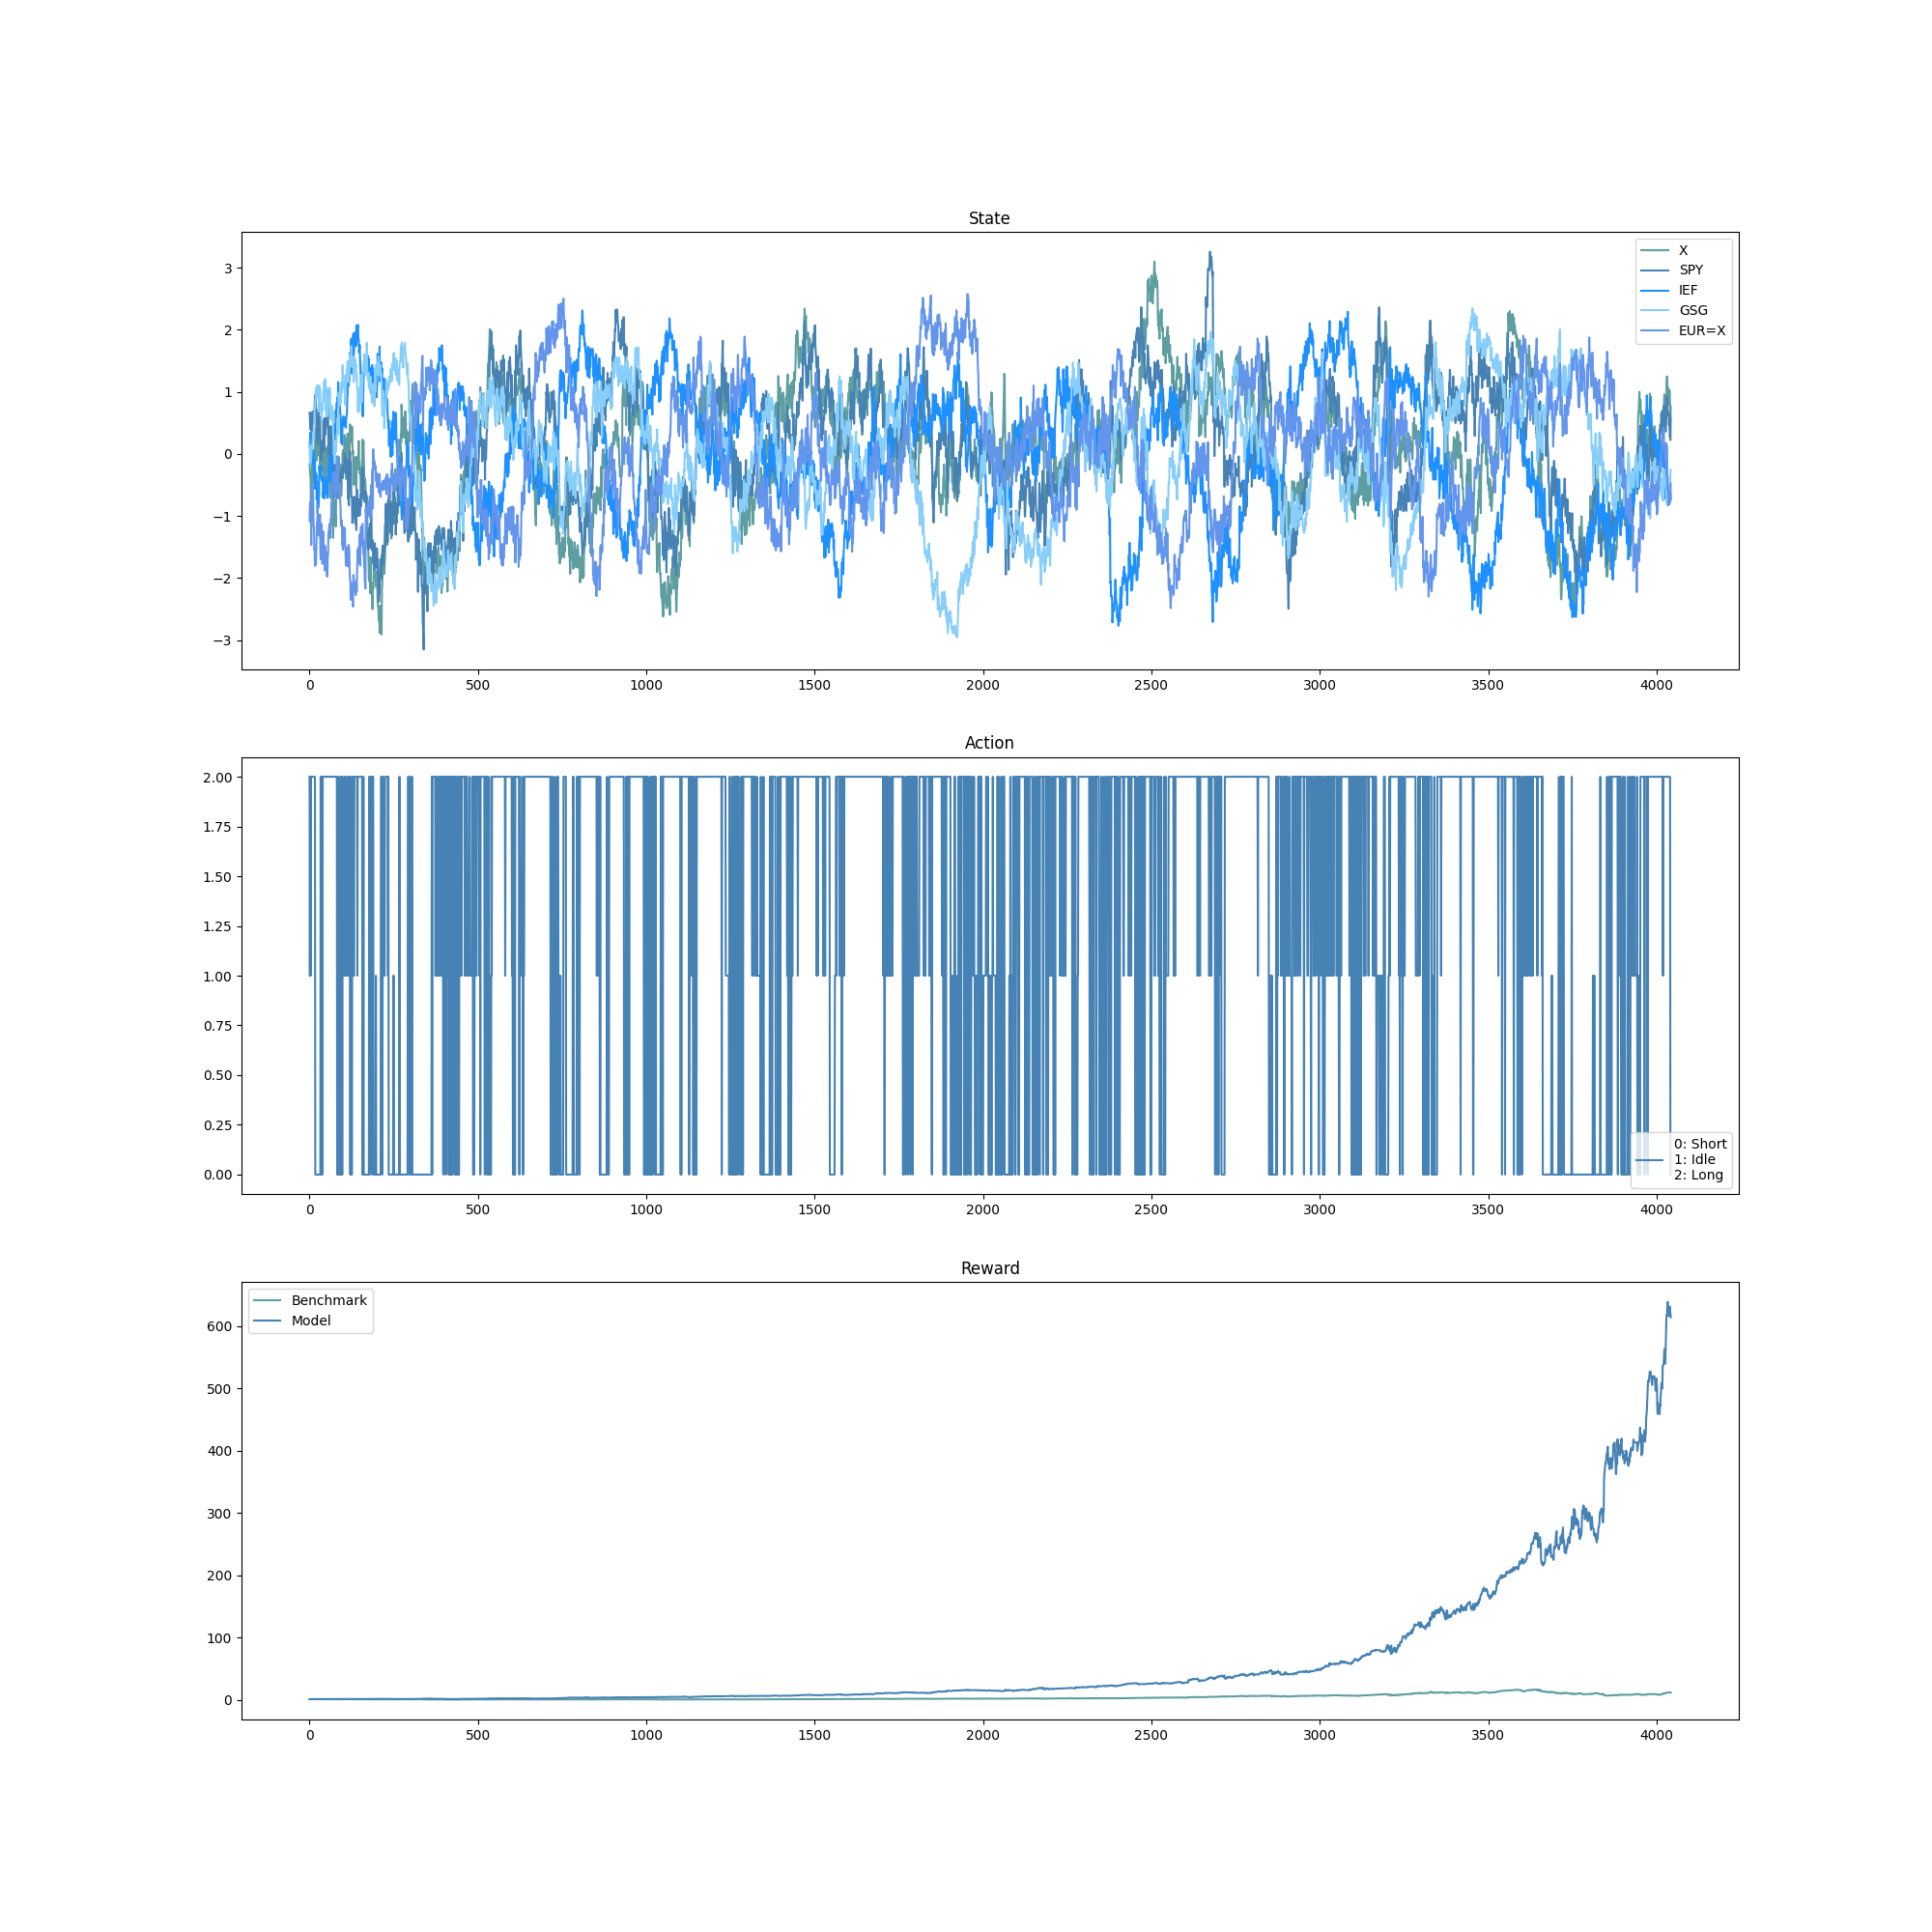 State
3
2
1
0
−1
−2
−3
X
SPY
IEF
GSG
EUR=X
0 500 1000 1500 2000 2500 3000 3500 4000
Action
2.00
1.75
1.50
1.25
1.00
0.75
0.50
0.25
0.00
0: Short
1: Idle
2: Long
0 500 1000 1500 2000 2500 3000 3500 4000
Reward
Benchmark
Model
600
500
400
300
200
100
0
0 500 1000 1500 2000 2500 3000 3500 4000